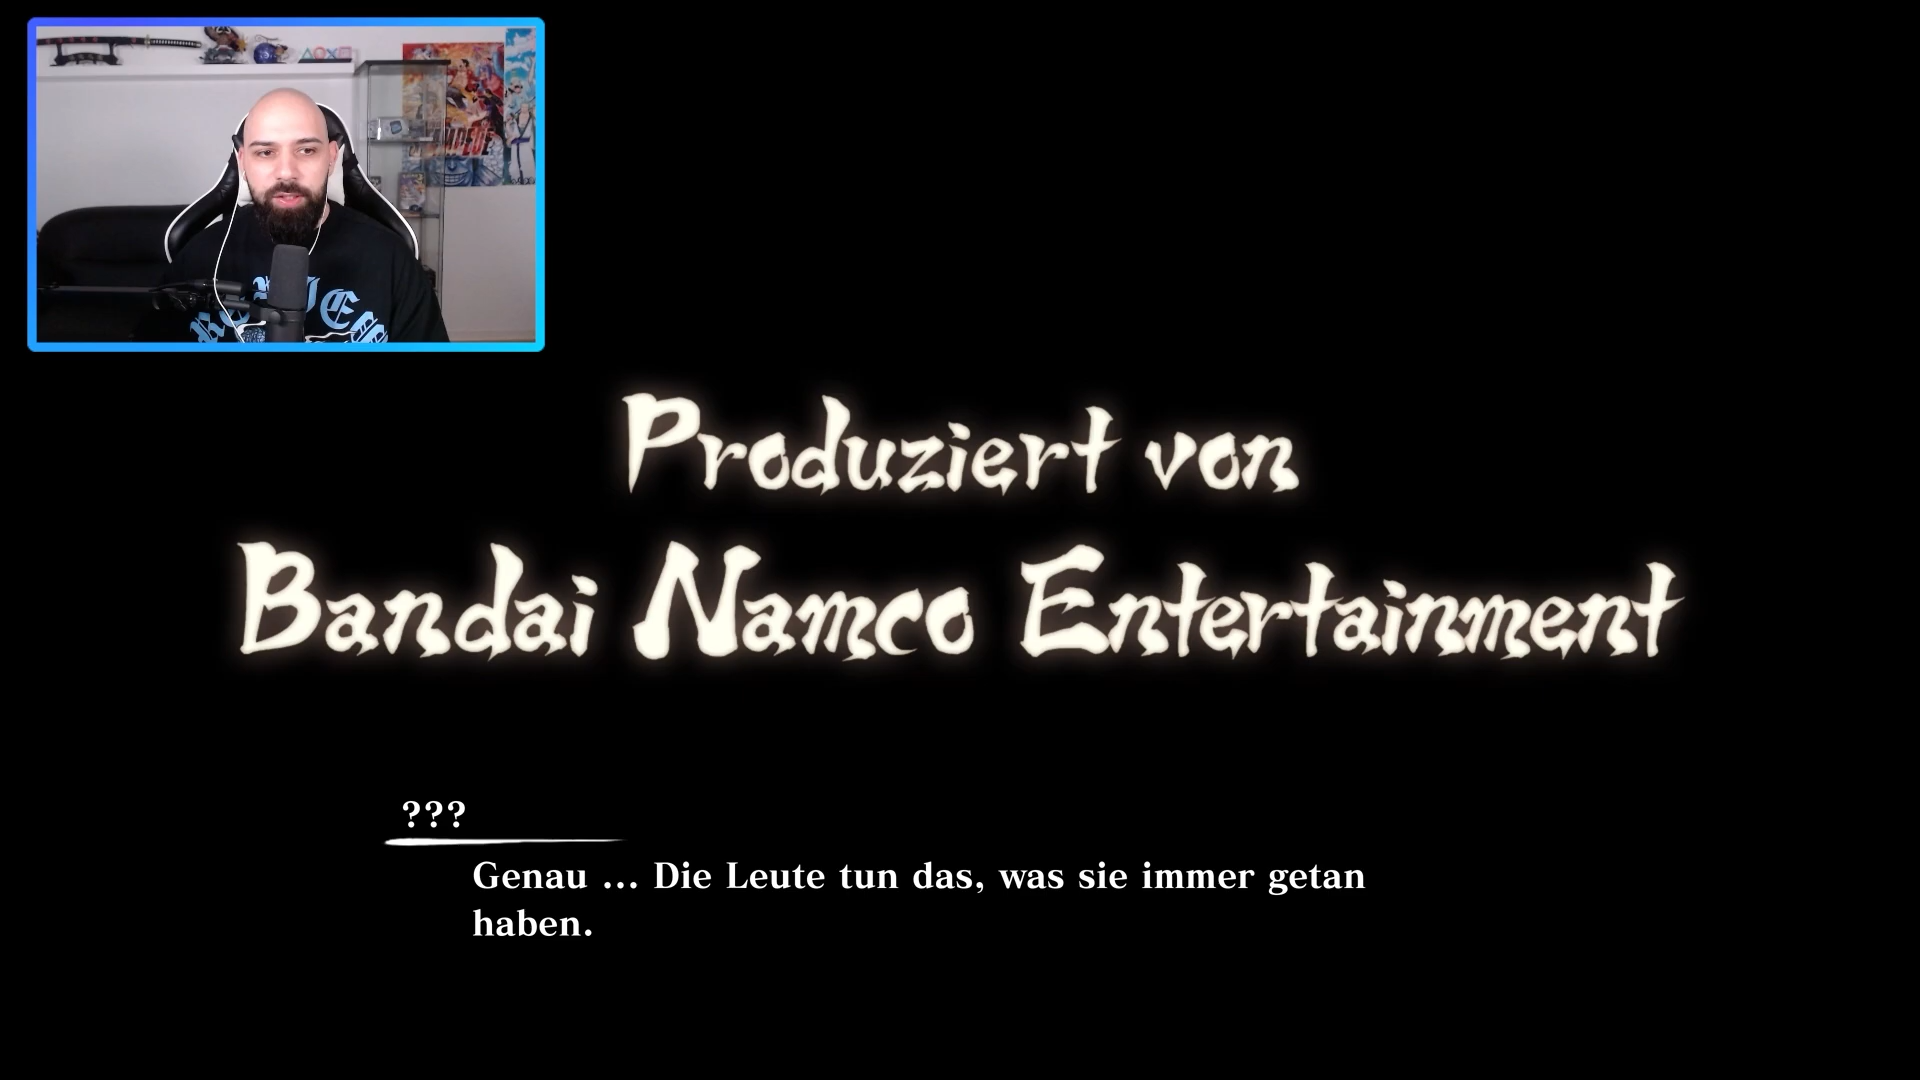 Produziert von
Bandai Namco Entertainment
???
Genau ... Die Leute tun das, was sie immer getan
haben.